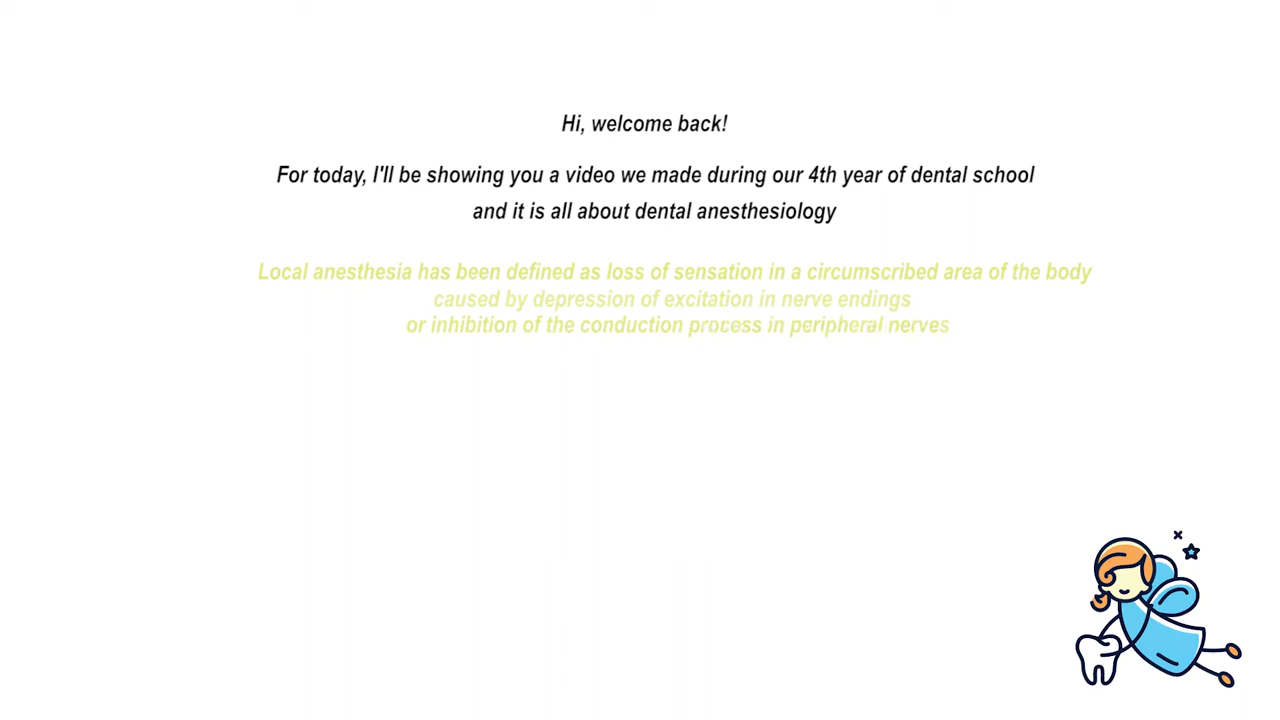 Hi, welcome back!
For today, I'll be showing you a video we made during our 4th year of dental school
and it is all about dental anesthesiology
Local anesthesia has been defined as loss of sensation in a circumscribed area of the body
caused by depression of excitation in nerve endings
or inhibition of the conduction process in peripheral nerves